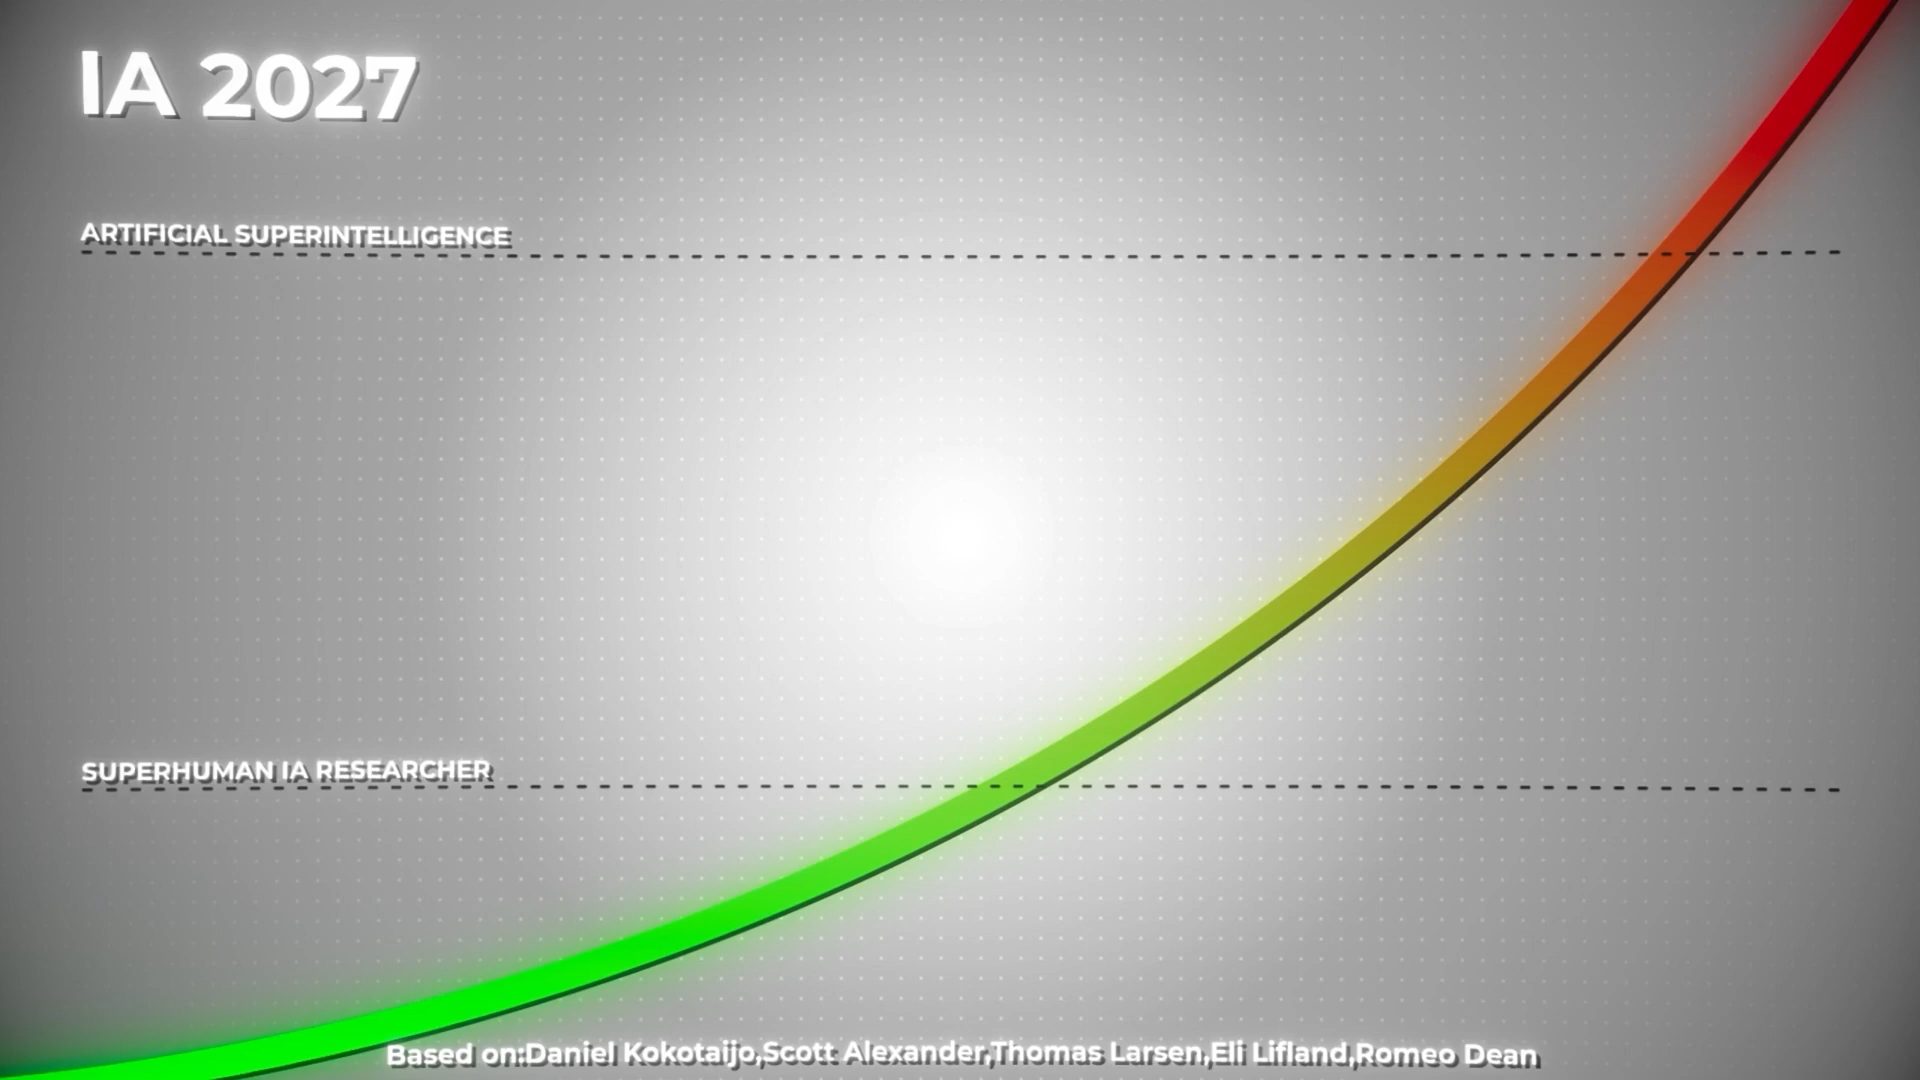 IA 2027
ARTIFICIAL SUPERINTELLIGENCE
SUPERHUMAN IA RESEARCHER
Based on:Daniel Kokotaijo,Scott Alexander,Thomas Larsen,Eli Lifland,Romeo Dean